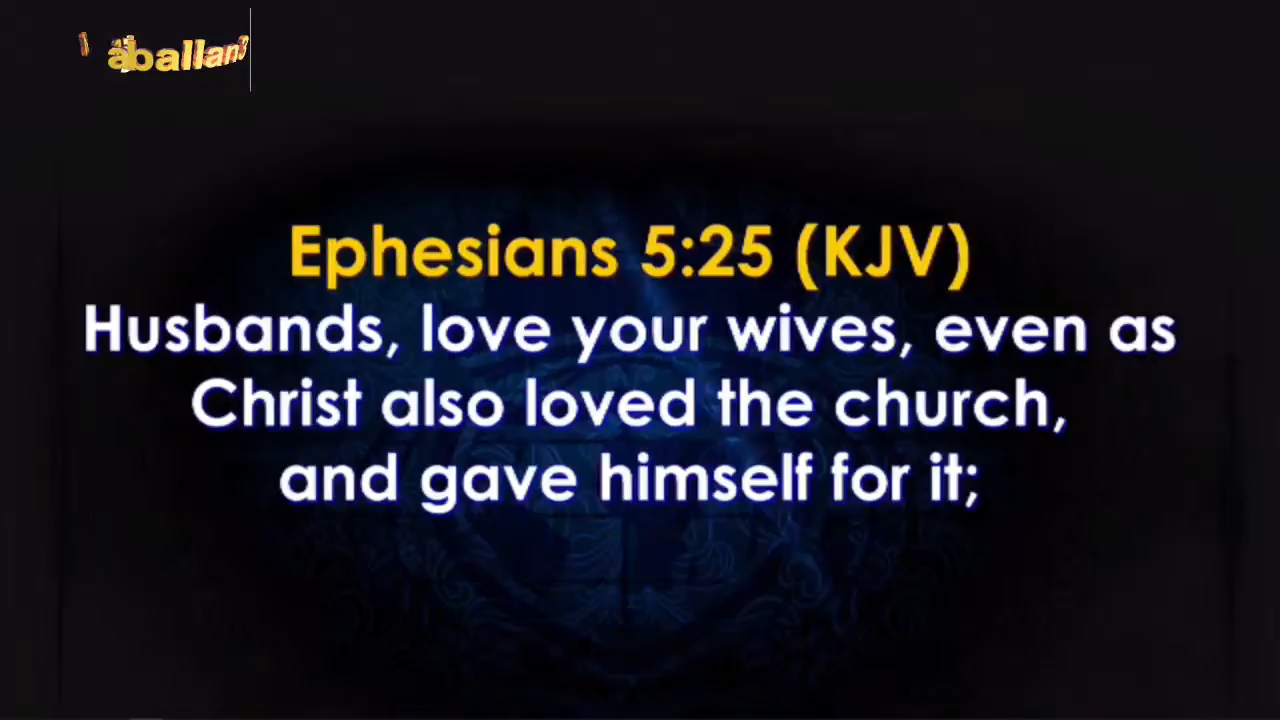 Ephesians 5:25 (KJV)
Husbands, love your wives, even as
Christ also loved the church,
and gave himself for it;